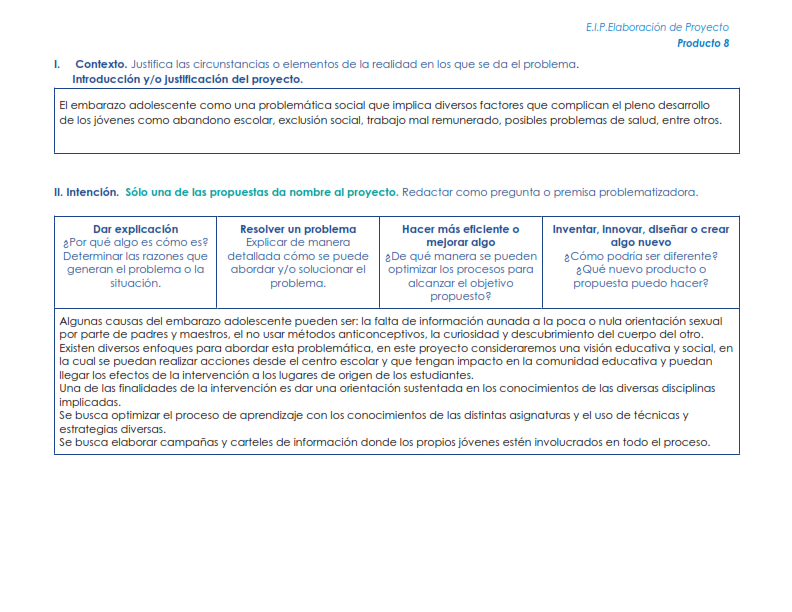 E.I.P.Elaboración de Proyecto
Producto 8
I. Contexto. Justifica las circunstancias o elementos de la realidad en los que se da el problema.
Introducción y/o justificación del proyecto.
El embarazo adolescente como una problemática social que implica diversos factores que complican el pleno desarrollo
de los jóvenes como abandono escolar, exclusión social, trabajo mal remunerado, posibles problemas de salud, entre otros.
II. Intención. Sólo una de las propuestas da nombre al proyecto. Redactar como pregunta o premisa problematizadora.
Dar explicación
¿Por qué algo es cómo es?
Determinar las razones que
generan el problema o la
situación.
Resolver un problema
Explicar de manera
detallada cómo se puede
abordar y/o solucionar el
problema.
Hacer más eficiente o
mejorar algo
¿De qué manera se pueden
optimizar los procesos para
alcanzar el objetivo
propuesto?
Inventar, innovar, diseñar o crear
algo nuevo
¿Cómo podría ser diferente?
¿Qué nuevo producto o
propuesta puedo hacer?
Algunas causas del embarazo adolescente pueden ser: la falta de información aunada a la poca o nula orientación sexual
por parte de padres y maestros, el no usar métodos anticonceptivos, la curiosidad y descubrimiento del cuerpo del otro.
Existen diversos enfoques para abordar esta problemática, en este proyecto consideraremos una visión educativa y social, en
la cual se puedan realizar acciones desde el centro escolar y que tengan impacto en la comunidad educativa y puedan
llegar los efectos de la intervención a los lugares de origen de los estudiantes.
Una de las finalidades de la intervención es dar una orientación sustentada en los conocimientos de las diversas disciplinas
implicadas.
Se busca optimizar el proceso de aprendizaje con los conocimientos de las distintas asignaturas y el uso de técnicas y
estrategias diversas.
Se busca elaborar campañas y carteles de información donde los propios jóvenes estén involucrados en todo el proceso.